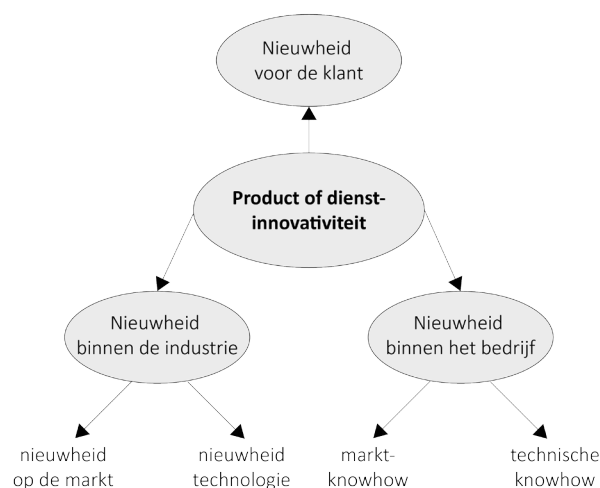 Nieuwheid
voor de klant
Product of dienst-
innovativiteit
Nieuwheid
binnen de industrie
Nieuwheid
binnen het bedrijf
nieuwheid
op de markt
nieuwheid
technologie
markt-
knowhow
technische
knowhow